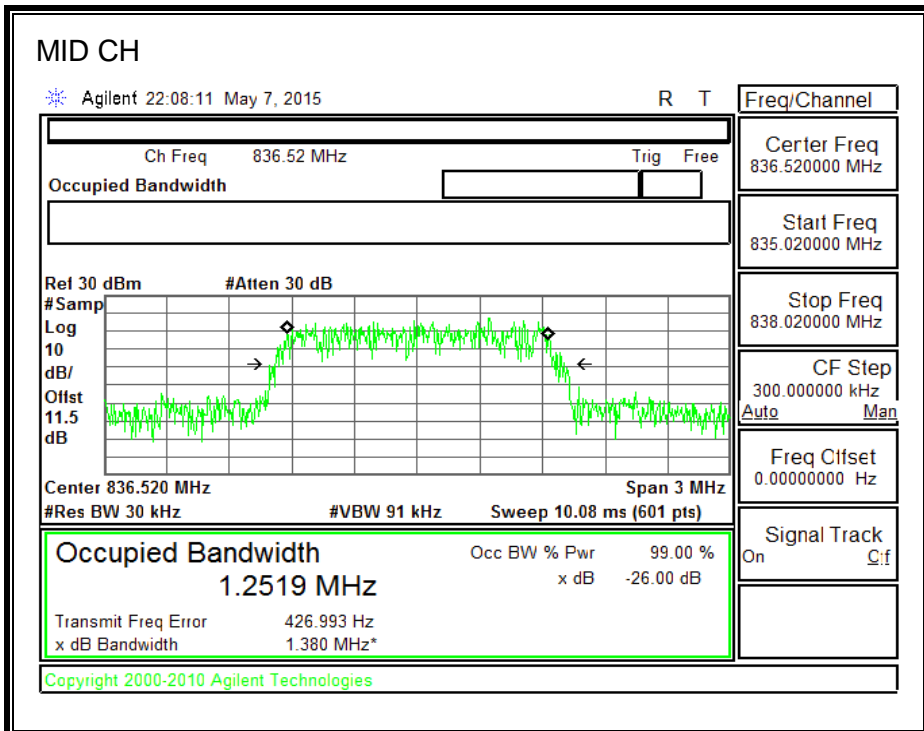 MID CH
Agilent 22:08:11 May 7, 2015 R T
Freq/Channel
Ch Freq 836.52 MHz Trig Free
Occupied Bandwidth
Center Freq
836.520000 MHz
Start Freq
835.020000 MHz
Stop Freq
838.020000 MHz
CF Step
300.000000 kHz
Auto Man
Freq Offset
0.00000000 Hz
Signal Track
On Off
Ref 30 dBm #Atten 30 dB
#Samp
Log
10
dB/
Offst
11.5
dB
Center 836.520 MHz Span 3 MHz
#Res BW 30 kHz #VBW 91 kHz Sweep 10.08 ms (601 pts)
Occupied Bandwidth
1.2519 MHz
Occ BW % Pwr 99.00 %
x dB -26.00 dB
Transmit Freq Error 426.993 Hz
x dB Bandwidth 1.380 MHz*
Copyright 2000-2010 Agilent Technologies